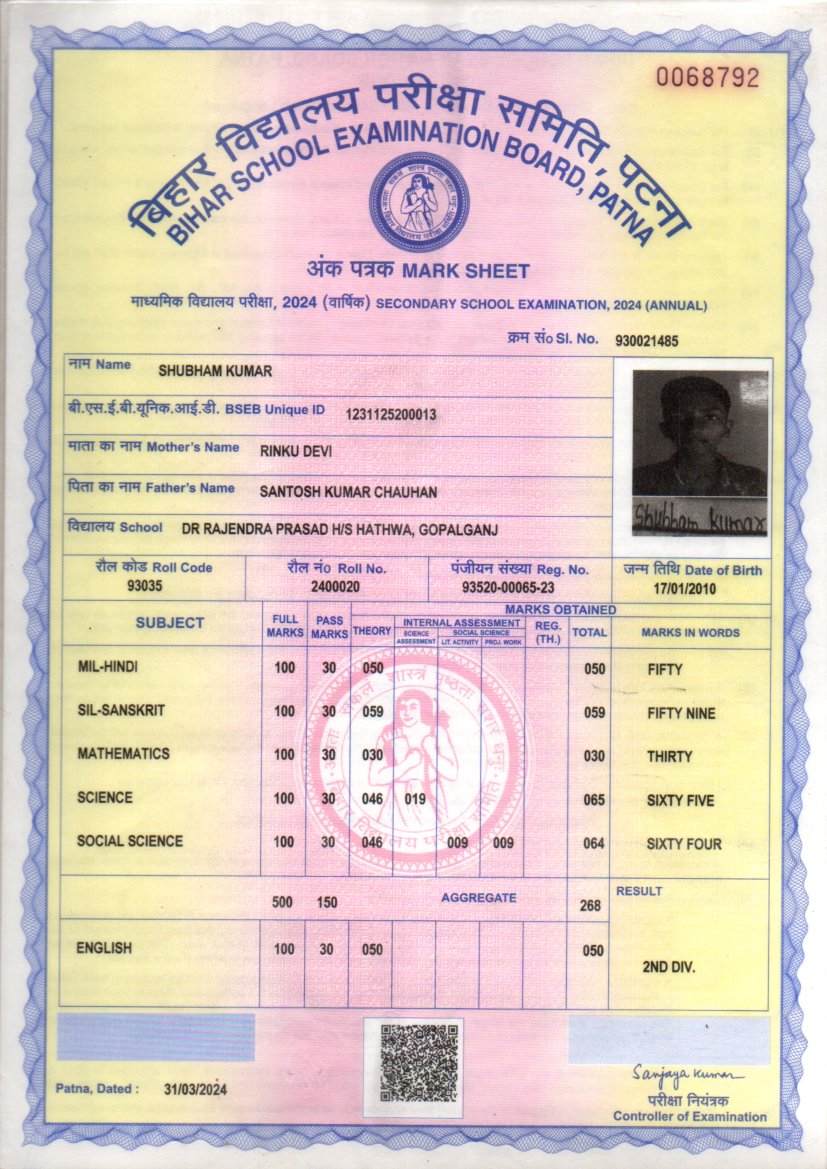 0068792
बिहार विद्यालय परीक्षा समिति, पटना
BIHAR SCHOOL EXAMINATION BOARD, PATNA
अंक पत्रक MARK SHEET
माध्यमिक विद्यालय परीक्षा, 2024 (वार्षिक) SECONDARY SCHOOL EXAMINATION, 2024 (ANNUAL)
क्रम सं० Sl. No. 930021485
नाम Name SHUBHAM KUMAR
बी.एस.ई.बी.यूनिक.आई.डी. BSEB Unique ID 1231125200013
माता का नाम Mother's Name RINKU DEVI
पिता का नाम Father's Name SANTOSH KUMAR CHAUHAN
Shubham Kumar
विद्यालय School DR RAJENDRA PRASAD H/S HATHWA, GOPALGANJ
रौल कोड Roll Code रौल नं० Roll No. पंजीयन संख्या Reg. No. जन्म तिथि Date of Birth
93035 2400020 93520-00065-23 17/01/2010
MARKS OBTAINED
SUBJECT FULL MARKS PASS MARKS THEORY INTERNAL ASSESSMENT REG. (TH.) TOTAL MARKS IN WORDS
SCIENCE ASSESSMENT SOCIAL SCIENCE
LIT. ACTIVITY PROJ. WORK
MIL-HINDI 100 30 050 050 FIFTY
SIL-SANSKRIT 100 30 059 059 FIFTY NINE
MATHEMATICS 100 30 030 030 THIRTY
SCIENCE 100 30 046 019 065 SIXTY FIVE
SOCIAL SCIENCE 100 30 046 009 009 064 SIXTY FOUR
500 150 AGGREGATE 268 RESULT
ENGLISH 100 30 050 050
2ND DIV.
Patna, Dated : 31/03/2024
Sanjaya Kumar
परीक्षा नियंत्रक
Controller of Examination